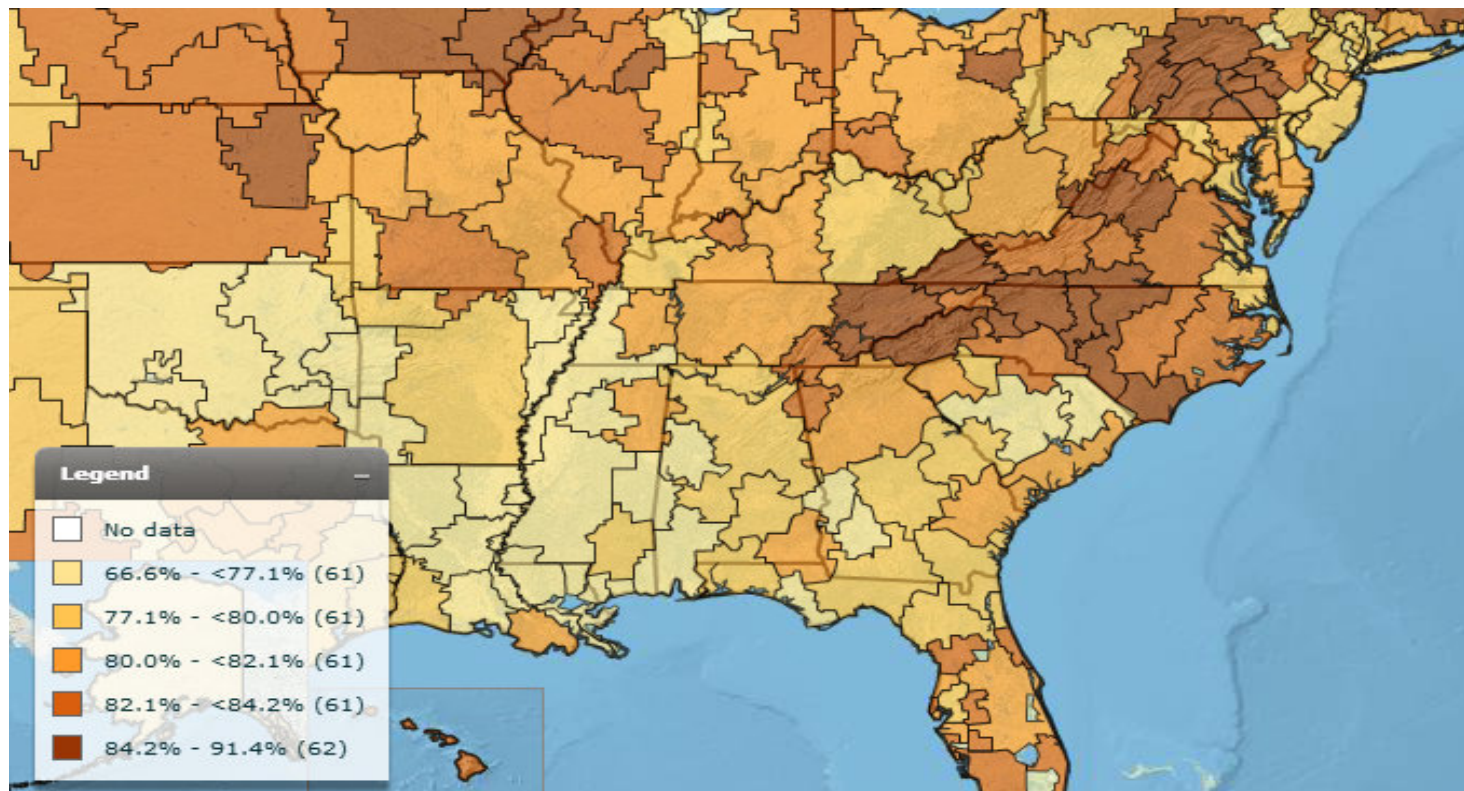 Legend
No data
66.6% - <77.1% (61)
77.1% - <80.0% (61)
80.0% - <82.1% (61)
82.1% - <84.2% (61)
84.2% - 91.4% (62)